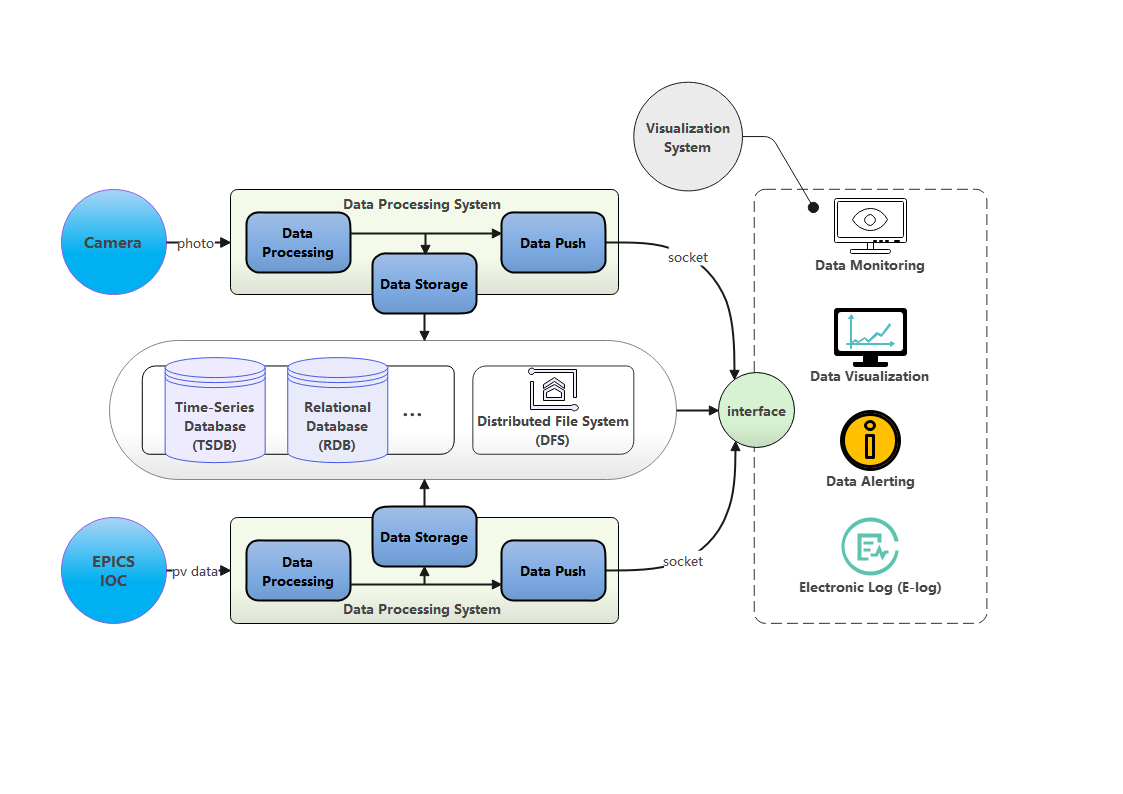 Visualization
System
Data Processing System
Camera
photo
Data
Processing
Data Push
Data Storage
socket
Data Monitoring
Time-Series
Database
(TSDB)
Relational
Database
(RDB)
...
Distributed File System
(DFS)
interface
Data Visualization
Data Alerting
EPICS
IOC
pv data
Data Storage
Data
Processing
Data Push
Data Processing System
socket
Electronic Log (E-log)